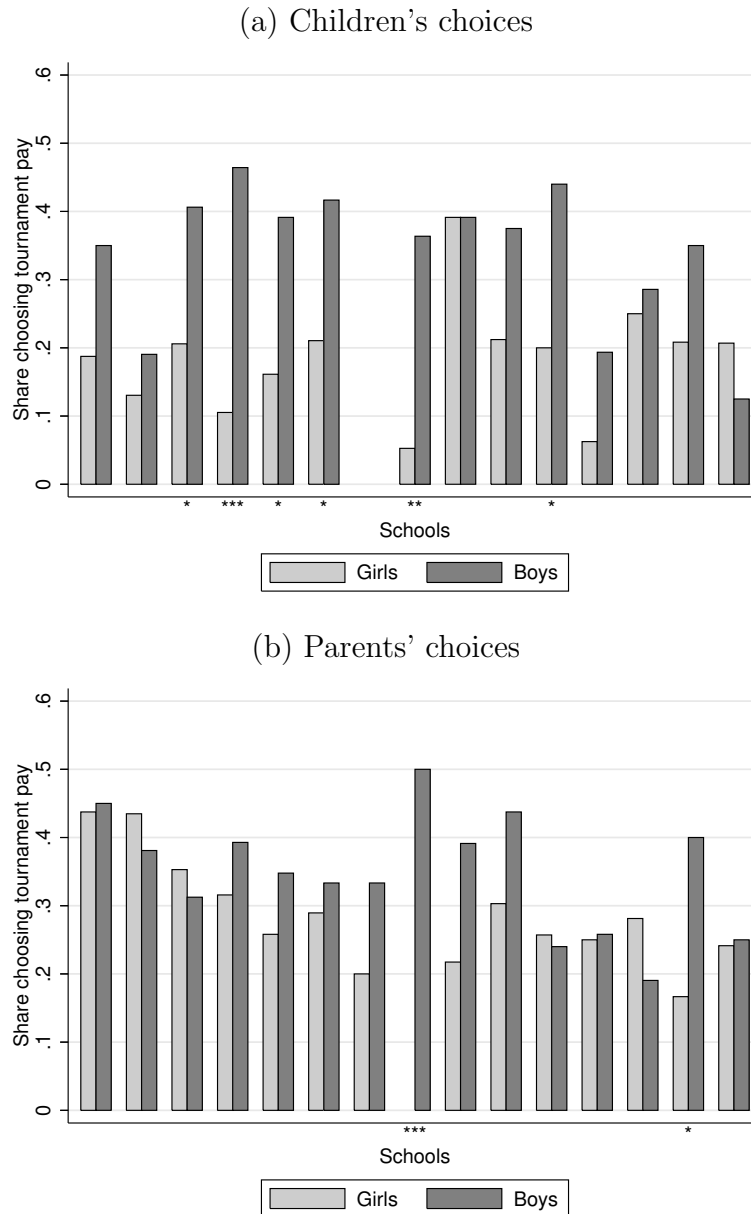 (a) Children's choices
Share choosing tournament pay
.6
.5
.4
.3
.2
.1
0
* *** * * ** *
Schools
Girls Boys
(b) Parents' choices
Share choosing tournament pay
.6
.5
.4
.3
.2
.1
0
*** *
Schools
Girls Boys